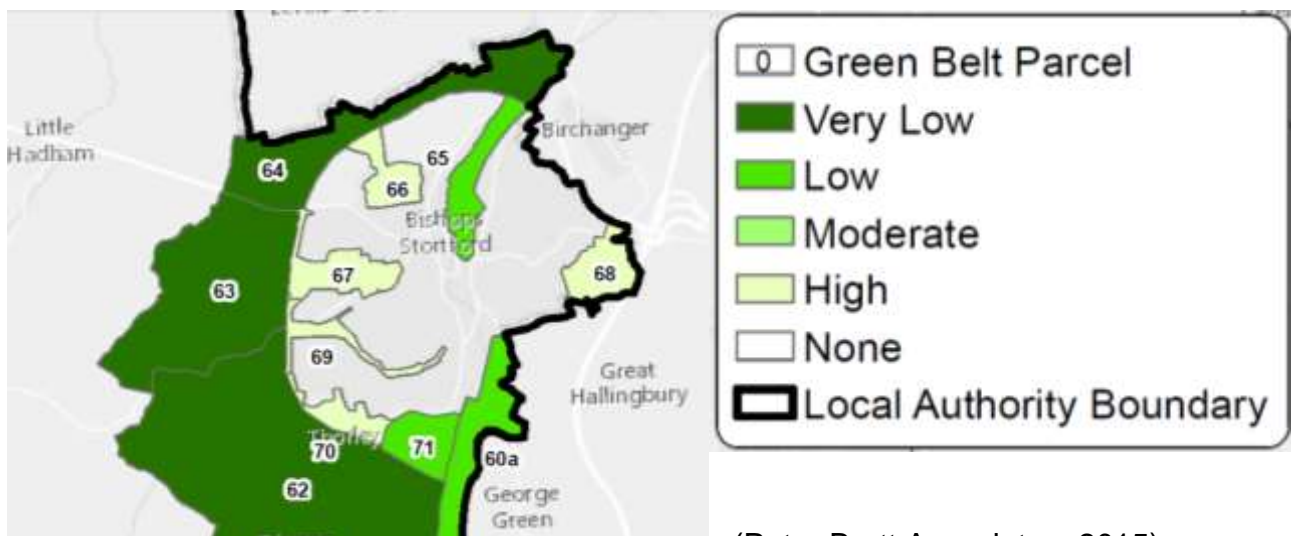 Little
Hadham
Birchanger
64
65
66
Bishops
Stortford
67
68
63
69
Great
Hallingbury
Thorley
70
71
60a
62
George
Green
0 Green Belt Parcel
Very Low
Low
Moderate
High
None
Local Authority Boundary